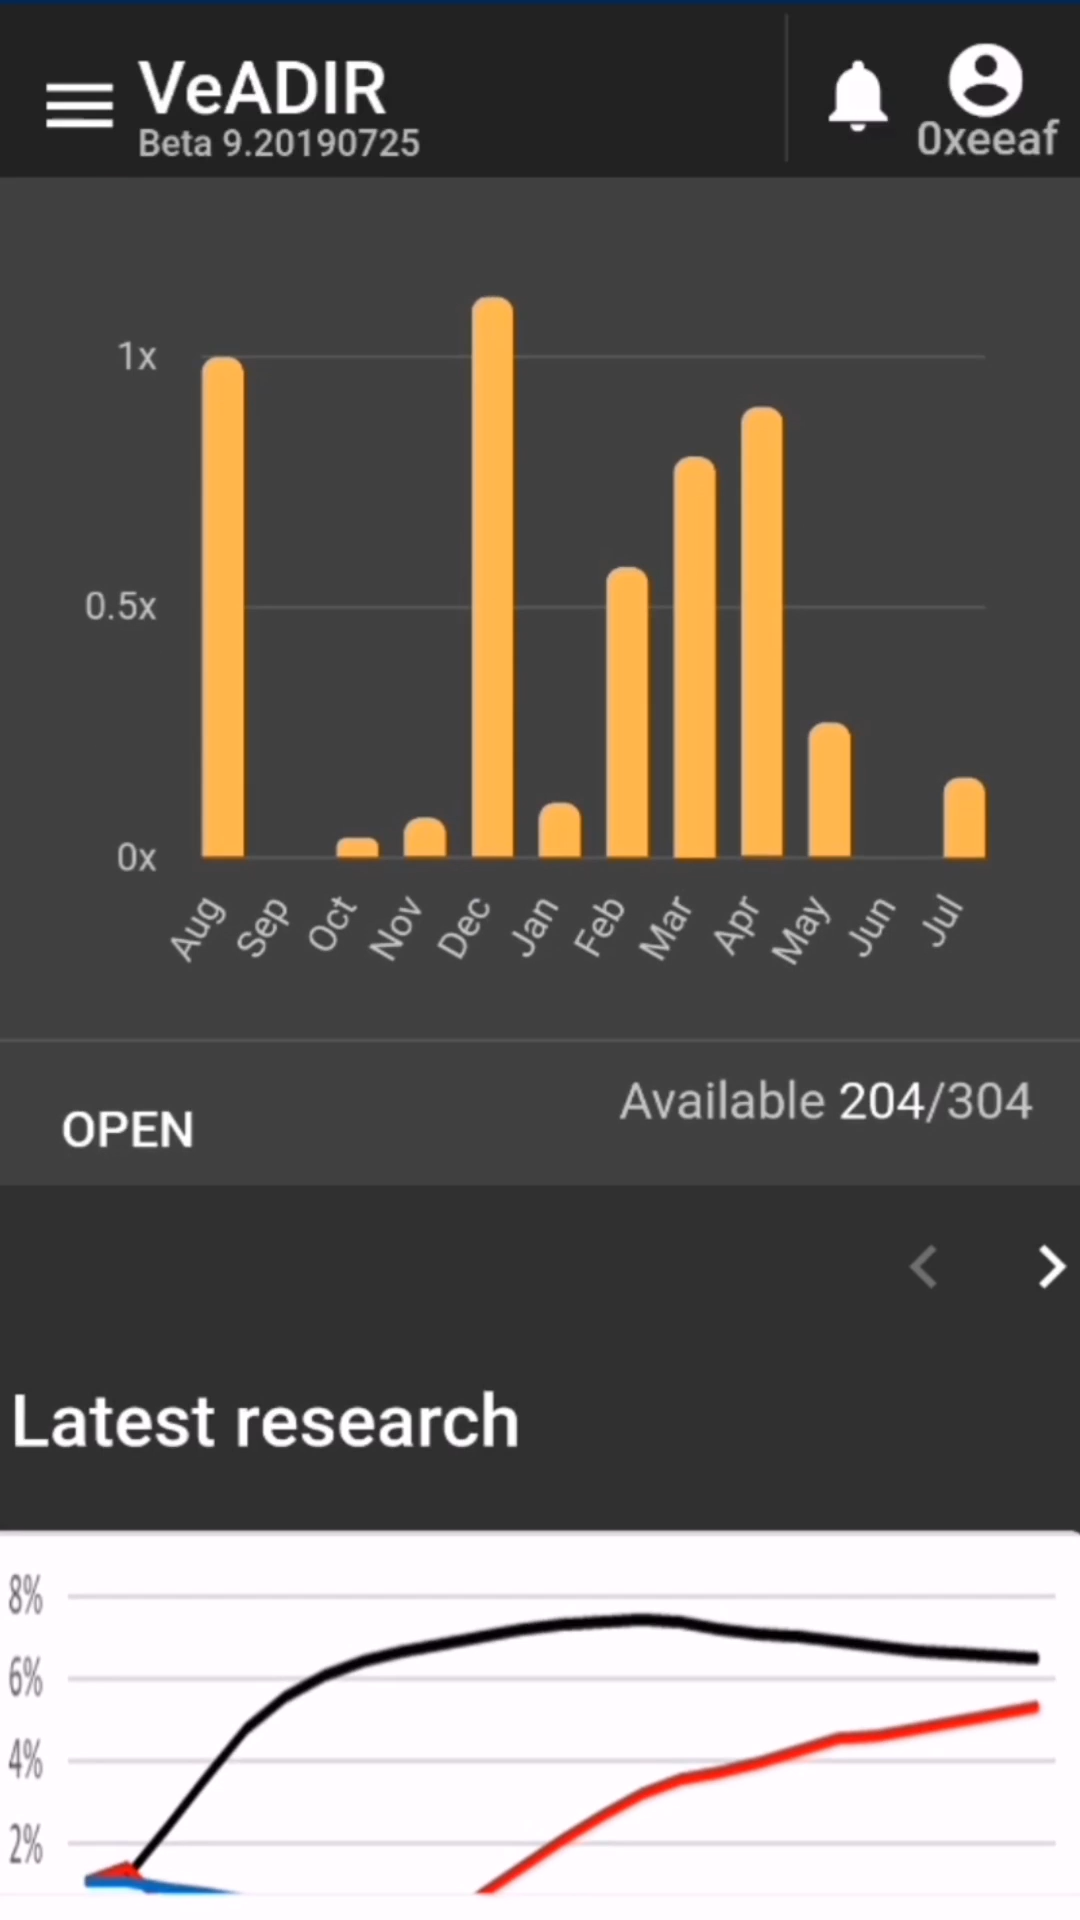 VeADIR
Beta 9.20190725
0xeeaf
1x
0.5x
0x
Aug Sep Oct Nov Dec Jan Feb Mar Apr May Jun Jul
OPEN
Available 204/304
Latest research
8%
6%
4%
2%